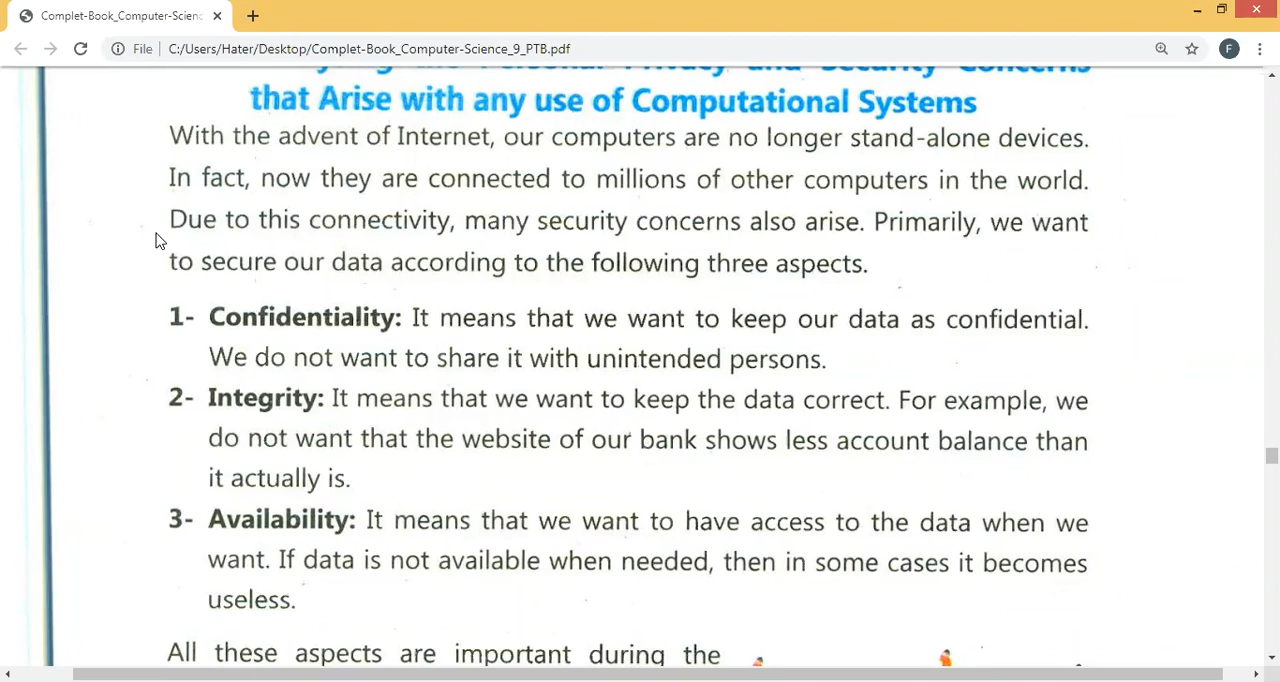 Complet-Book_Computer-Scienc
File
C:/Users/Hater/Desktop/Complet-Book_Computer-Science_9_PTB.pdf
F
the Personal Privacy and Security Concerns
that Arise with any use of Computational Systems
With the advent of Internet, our computers are no longer stand-alone devices.
In fact, now they are connected to millions of other computers in the world.
Due to this connectivity, many security concerns also arise. Primarily, we want
to secure our data according to the following three aspects.
1- Confidentiality: It means that we want to keep our data as confidential.
We do not want to share it with unintended persons.
2- Integrity: It means that we want to keep the data correct. For example, we
do not want that the website of our bank shows less account balance than
it actually is.
3- Availability: It means that we want to have access to the data when we
want. If data is not available when needed, then in some cases it becomes
useless.
All these aspects are important during the